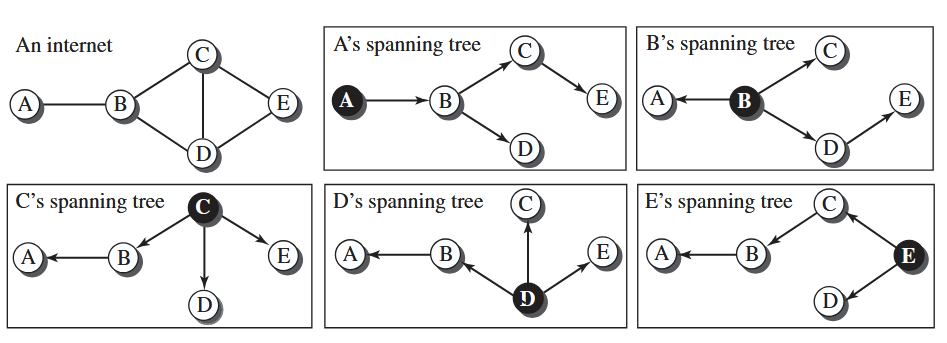 An internet
A
B
C
D
E
A's spanning tree
A
B
C
D
E
B's spanning tree
A
B
C
D
E
C's spanning tree
A
B
C
D
E
D's spanning tree
A
B
C
D
E
E's spanning tree
A
B
C
D
E